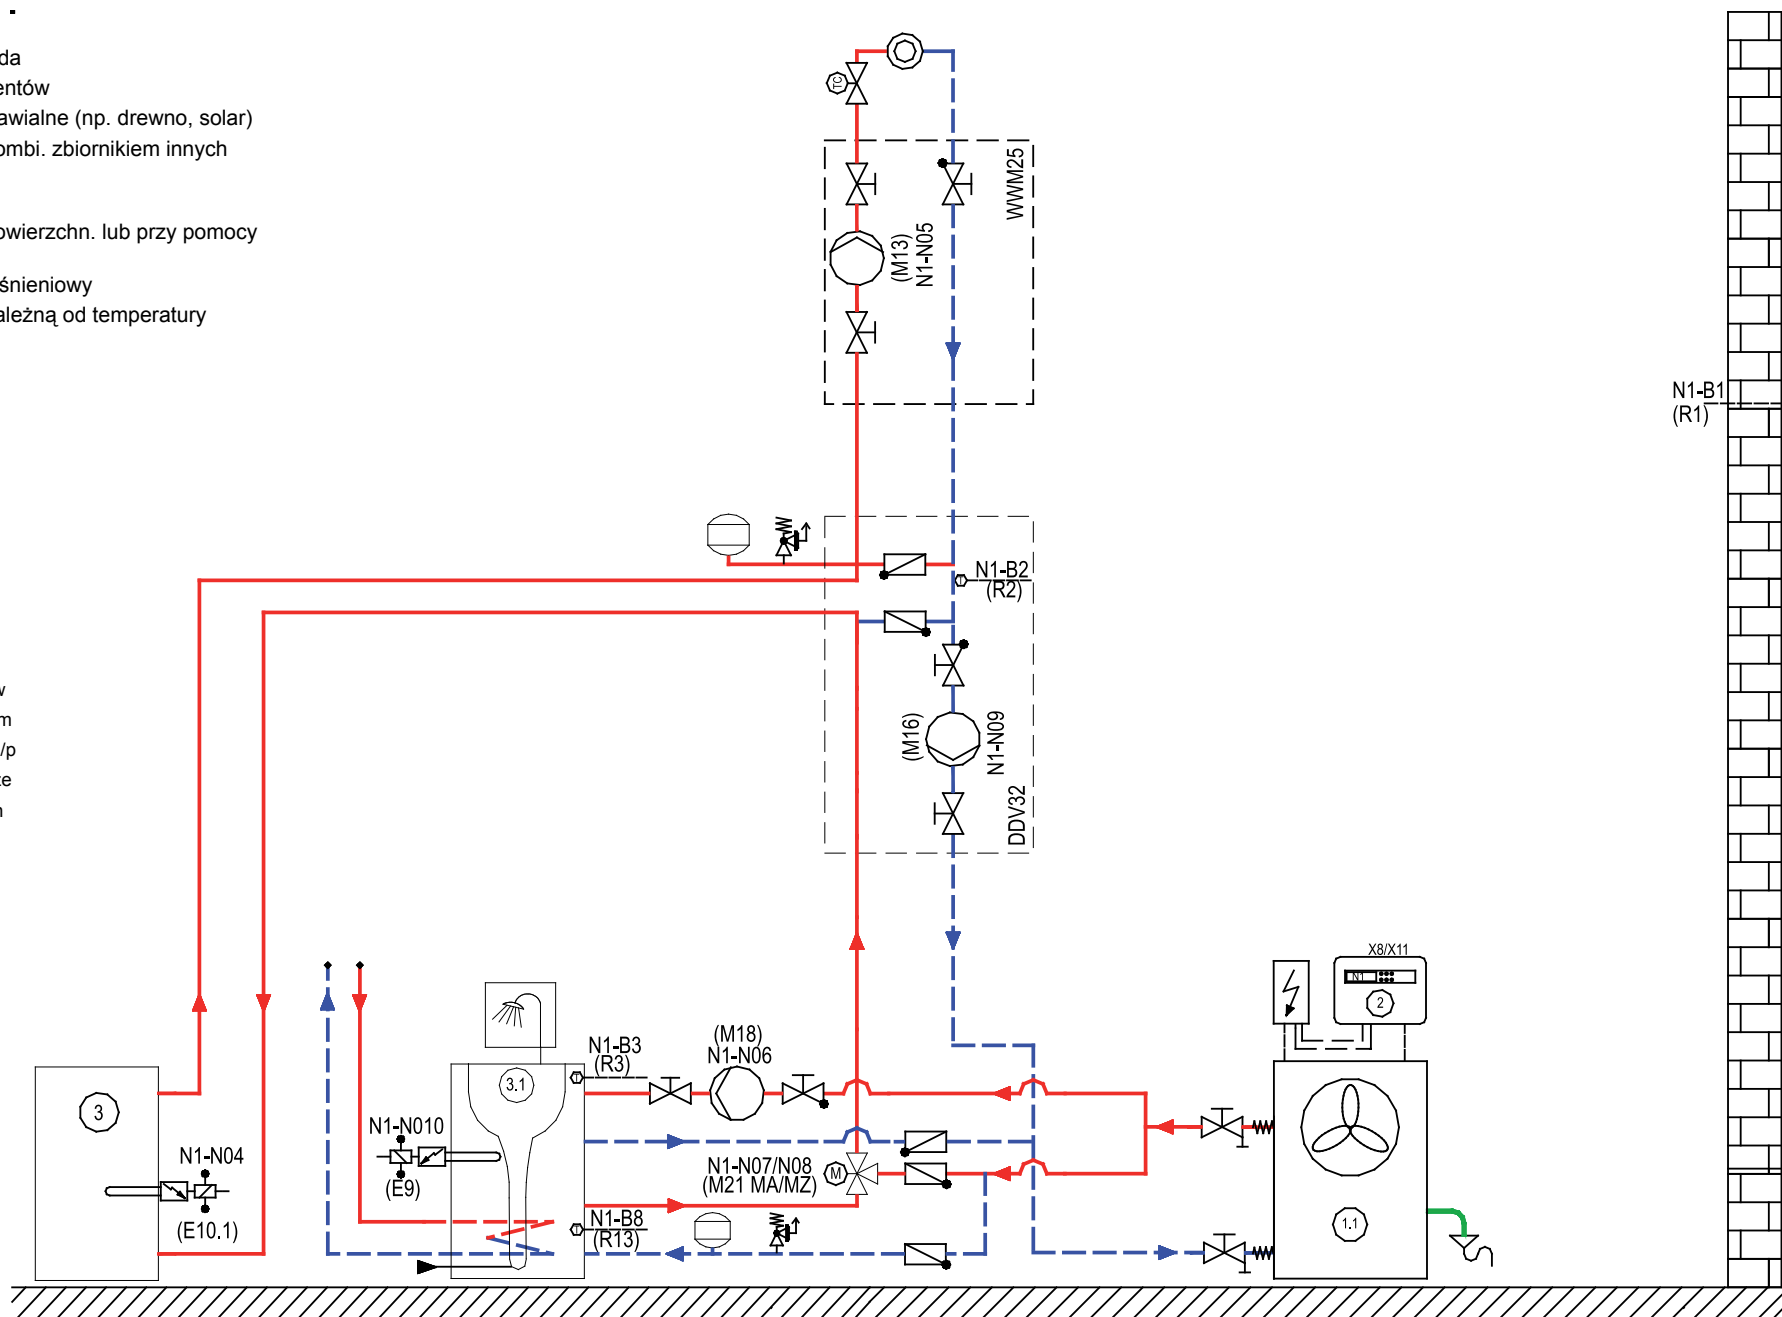 da
entów
awialne (np. drewno, solar)
ombi. zbiornikiem innych
owierzchn. lub przy pomocy
śnieniowy
ależną od temperatury
w
m
/p
że
h
TC
WWM25
(M13)
N1-N05
N1-B1
(R1)
N1-B2
(R2)
(M16)
N1-N09
DDV32
X8/X11
N1
2
N1-B3
(R3)
(M18)
N1-N06
3.1
3
N1-N010
(E9)
N1-N04
(E10.1)
N1-N07/N08
(M21 MA/MZ)
M
N1-B8
(R13)
1.1
T
T
T